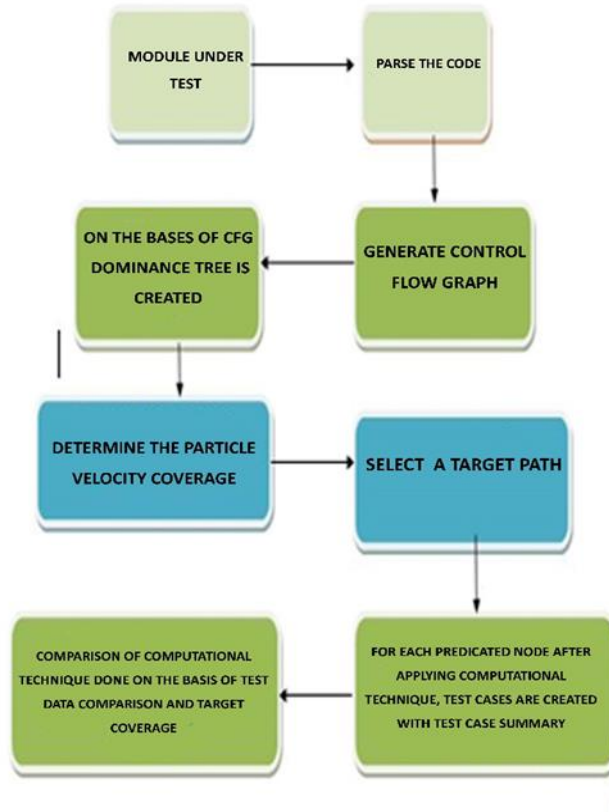 MODULE UNDER
TEST
PARSE THE CODE
GENERATE CONTROL
FLOW GRAPH
ON THE BASES OF CFG
DOMINANCE TREE IS
CREATED
DETERMINE THE PARTICLE
VELOCITY COVERAGE
SELECT A TARGET PATH
FOR EACH PREDICATED NODE AFTER
APPLYING COMPUTATIONAL
TECHNIQUE, TEST CASES ARE CREATED
WITH TEST CASE SUMMARY
COMPARISON OF COMPUTATIONAL
TECHNIQUE DONE ON THE BASIS OF TEST
DATA COMPARISON AND TARGET
COVERAGE